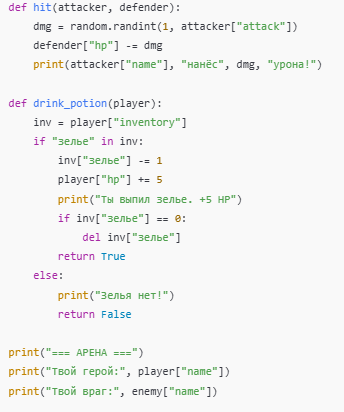 def hit(attacker, defender):
    dmg = random.randint(1, attacker["attack"])
    defender["hp"] -= dmg
    print(attacker["name"], "нанёс", dmg, "урона!")

def drink_potion(player):
    inv = player["inventory"]
    if "зелье" in inv:
        inv["зелье"] -= 1
        player["hp"] += 5
        print("Ты выпил зелье. +5 HP")
        if inv["зелье"] == 0:
            del inv["зелье"]
        return True
    else:
        print("Зелья нет!")
        return False

print("=== АРЕНА ===")
print("Твой герой:", player["name"])
print("Твой враг:", enemy["name"])